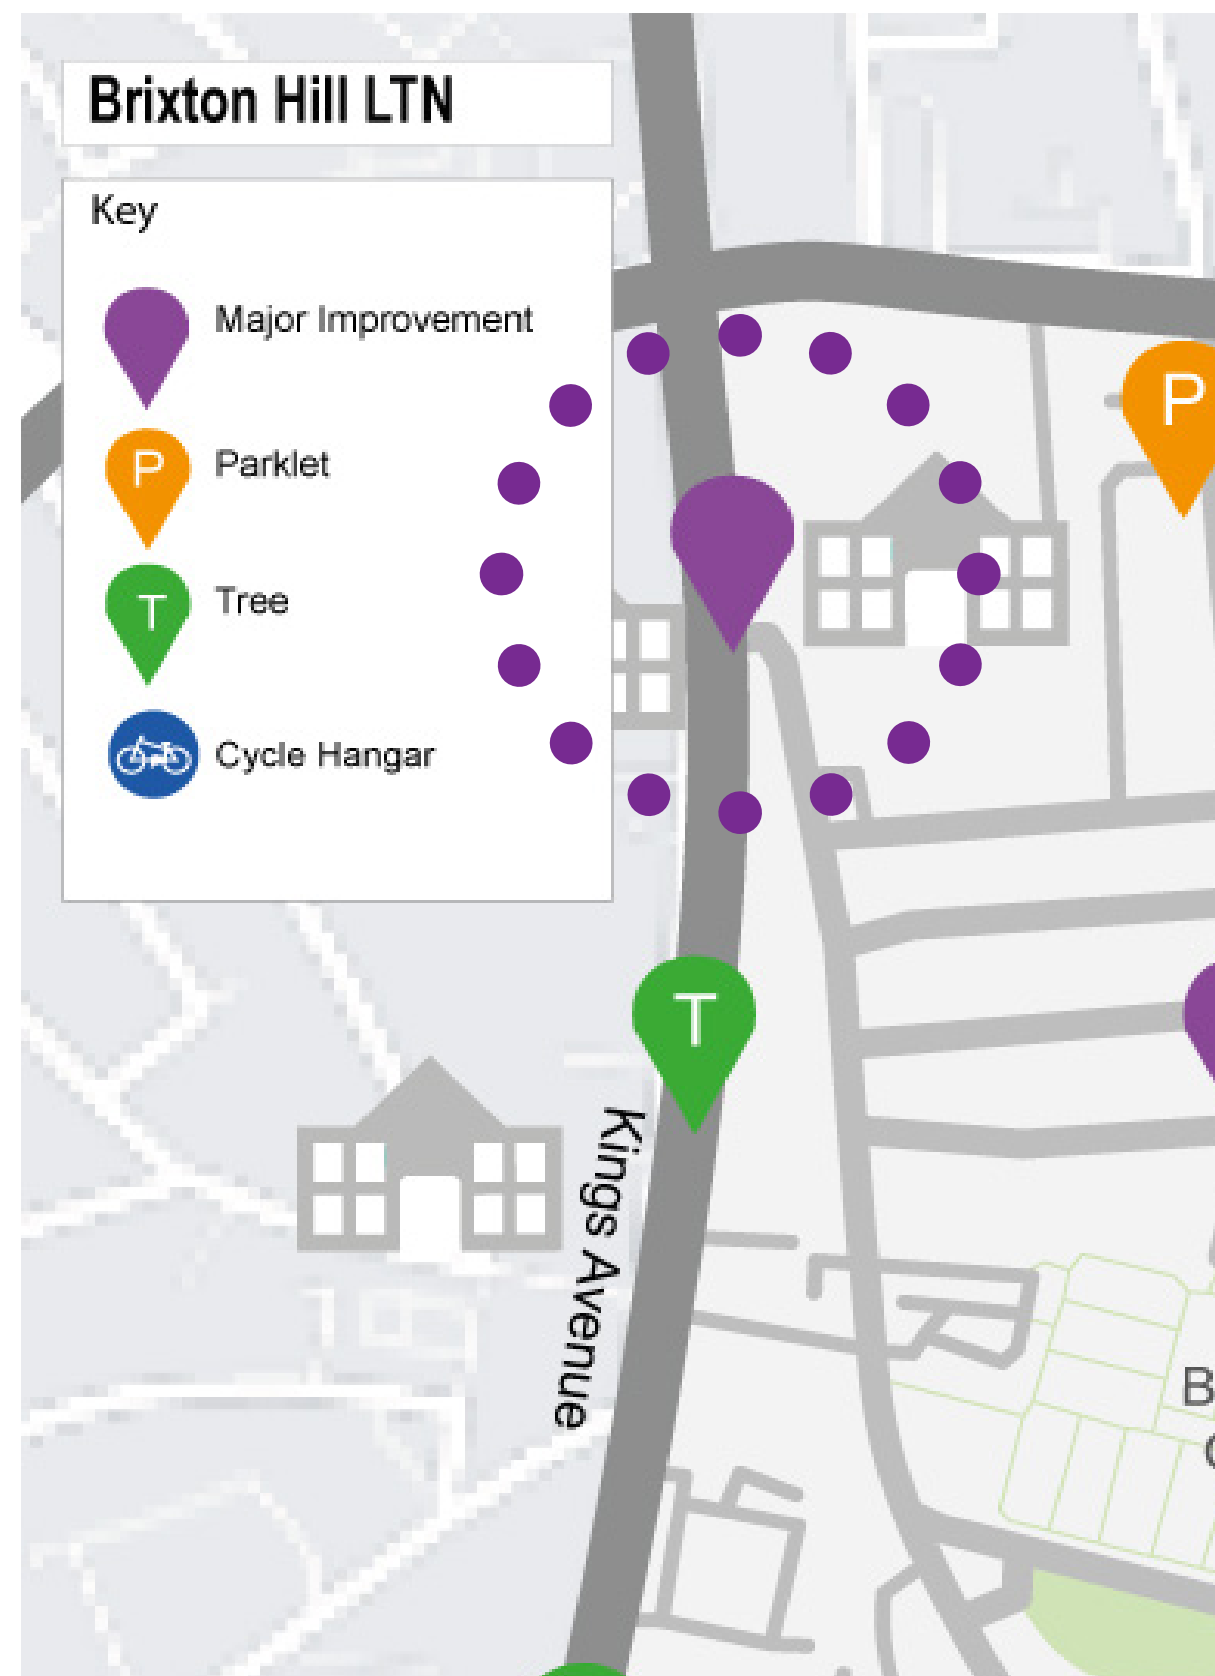 Brixton Hill LTN
Key
Major Improvement
P
Parklet
T
Tree
Cycle Hangar
P
T
Kings Avenue
B